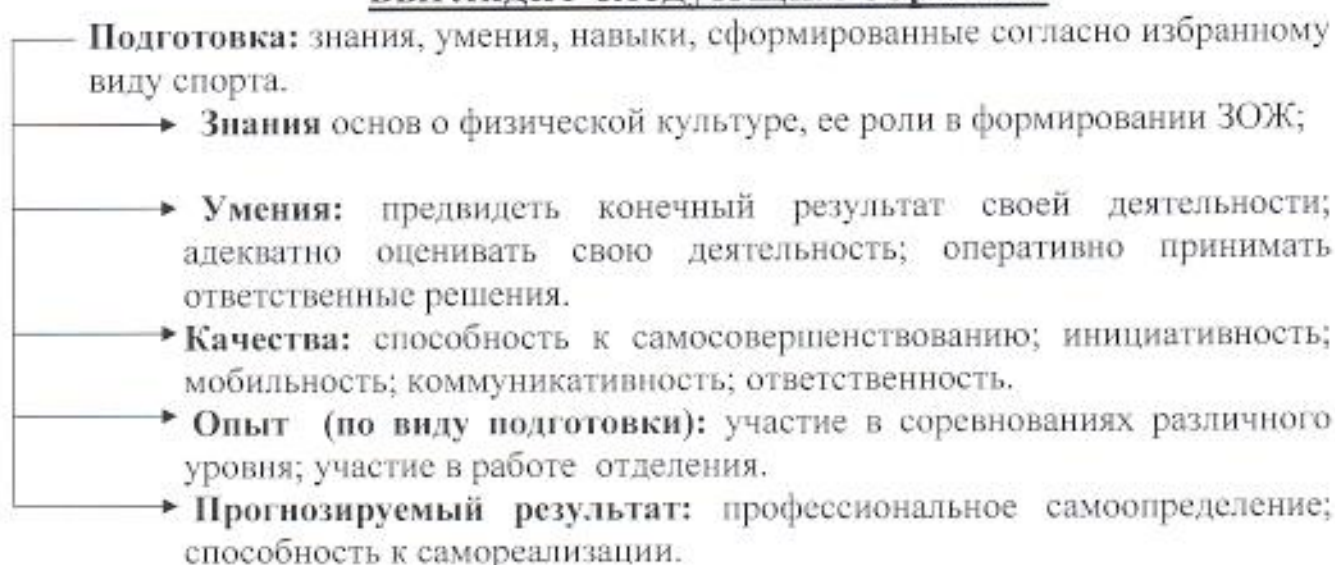 Подготовка: знания, умения, навыки, сформированные согласно избранному
виду спорта.
Знания основ о физической культуре, ее роли в формировании ЗОЖ;
Умения: предвидеть конечный результат своей деятельности;
адекватно оценивать свою деятельность; оперативно принимать
ответственные решения.
Качества: способность к самосовершенствованию; инициативность;
мобильность; коммуникативность; ответственность.
Опыт (по виду подготовки): участие в соревнованиях различного
уровня; участие в работе отделения.
Прогнозируемый результат: профессиональное самоопределение;
способность к самореализации.